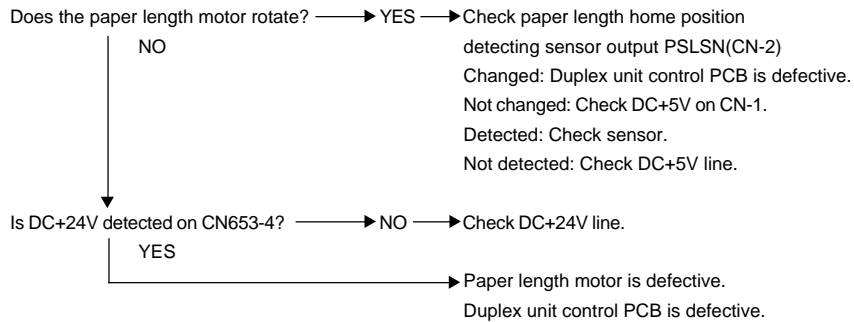 Does the paper length motor rotate? YES Check paper length home position
NO detecting sensor output PSLSN(CN-2)
Changed: Duplex unit control PCB is defective.
Not changed: Check DC+5V on CN-1.
Detected: Check sensor.
Not detected: Check DC+5V line.
Is DC+24V detected on CN653-4? NO Check DC+24V line.
YES
Paper length motor is defective.
Duplex unit control PCB is defective.